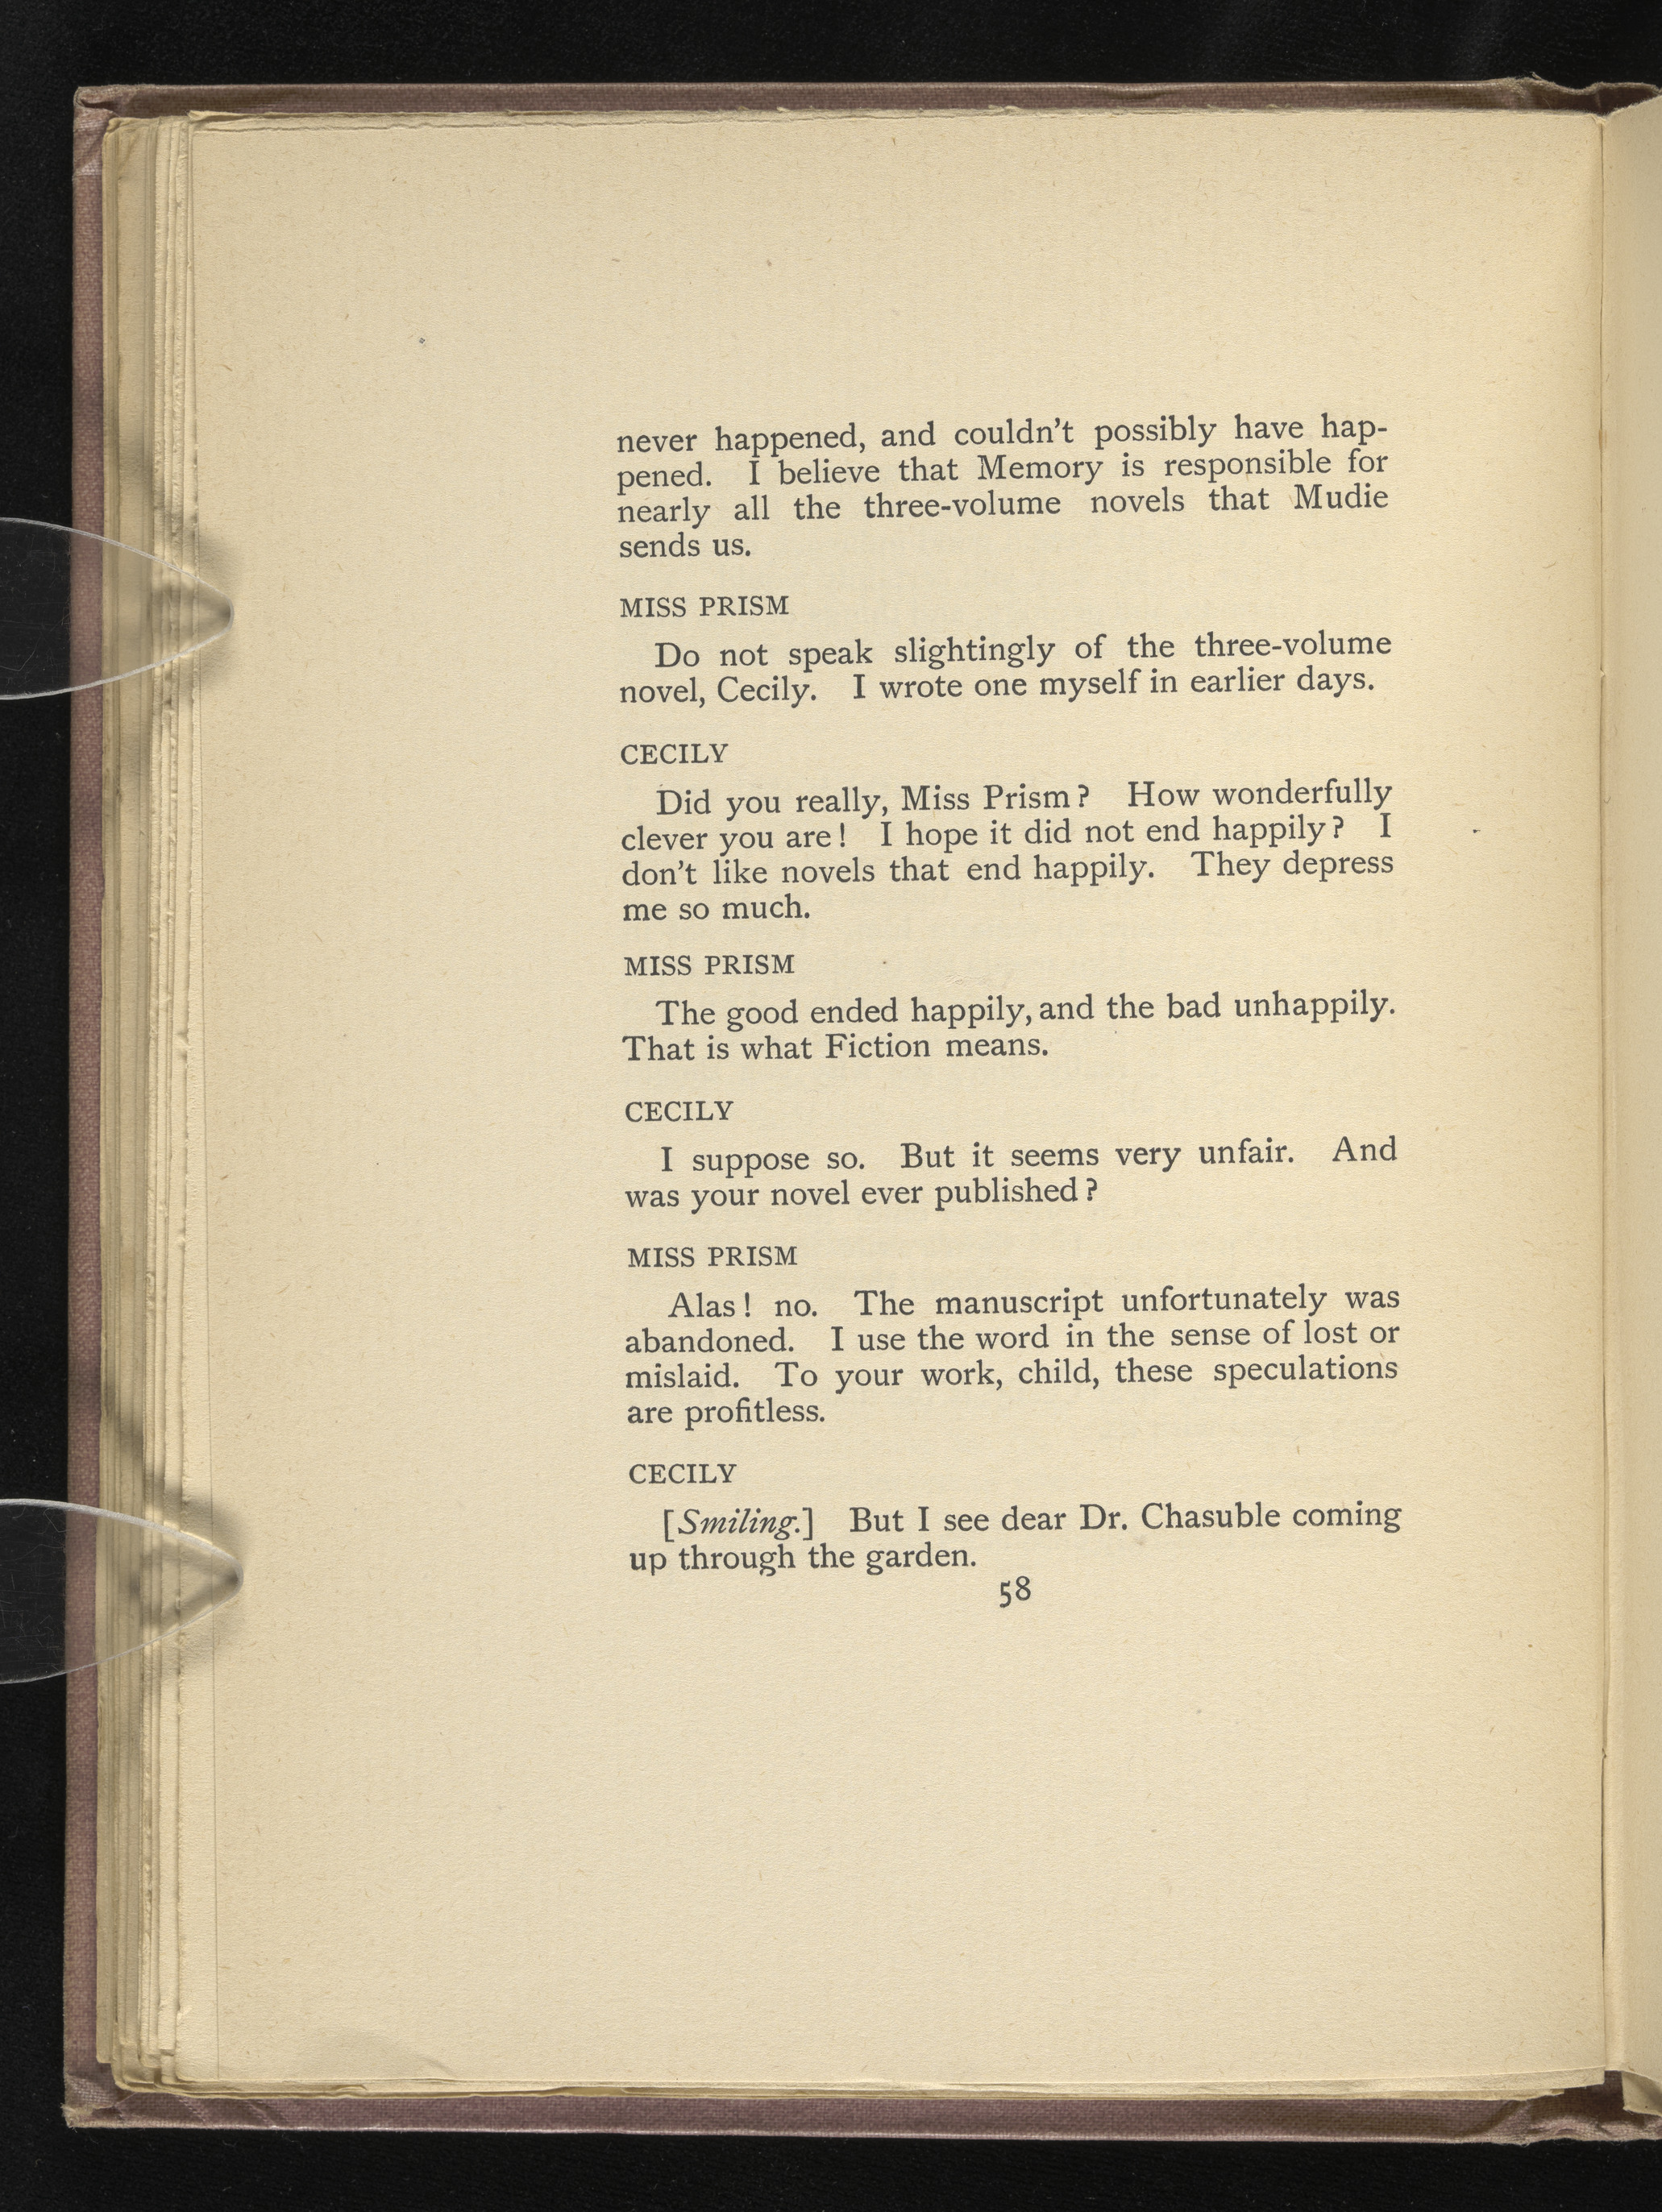 never happened, and couldn't possibly have hap-
pened. I believe that Memory is responsible for
nearly all the three-volume novels that Mudie
sends us.
MISS PRISM
Do not speak slightingly of the three-volume
novel, Cecily. I wrote one myself in earlier days.
CECILY
Did you really, Miss Prism? How wonderfully
clever you are! I hope it did not end happily? I
don't like novels that end happily. They depress
me so much.
MISS PRISM
The good ended happily, and the bad unhappily.
That is what Fiction means.
CECILY
I suppose so. But it seems very unfair. And
was your novel ever published?
MISS PRISM
Alas! no. The manuscript unfortunately was
abandoned. I use the word in the sense of lost or
mislaid. To your work, child, these speculations
are profitless.
CECILY
[Smiling.] But I see dear Dr. Chasuble coming
up through the garden.
58